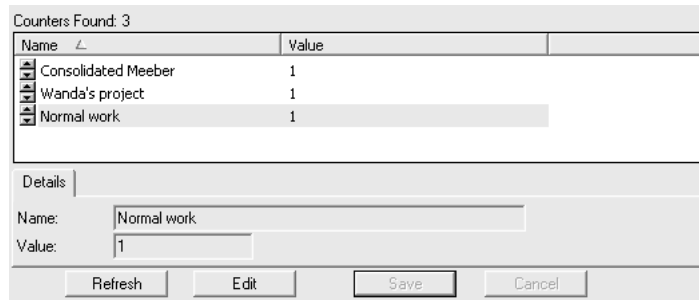 Counters Found: 3
Name Value
Consolidated Meeber 1
Wanda's project 1
Normal work 1
Details
Name: Normal work
Value: 1
Refresh Edit Save Cancel